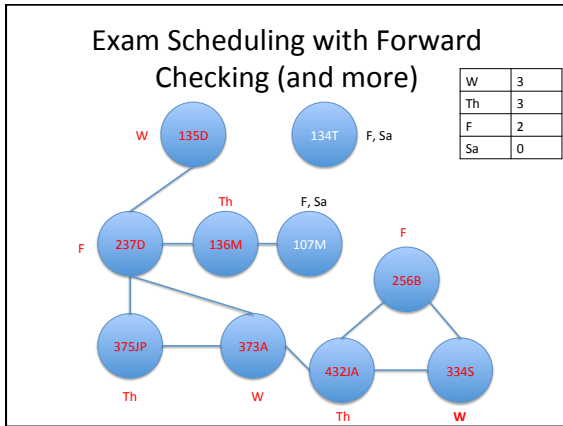 Exam Scheduling with Forward
Checking (and more)
W 3
Th 3
F 2
Sa 0
W 135D
134T F, Sa
Th
F, Sa
F 237D
136M
107M
F
256B
375JP
373A
432JA
334S
Th
W
Th
W